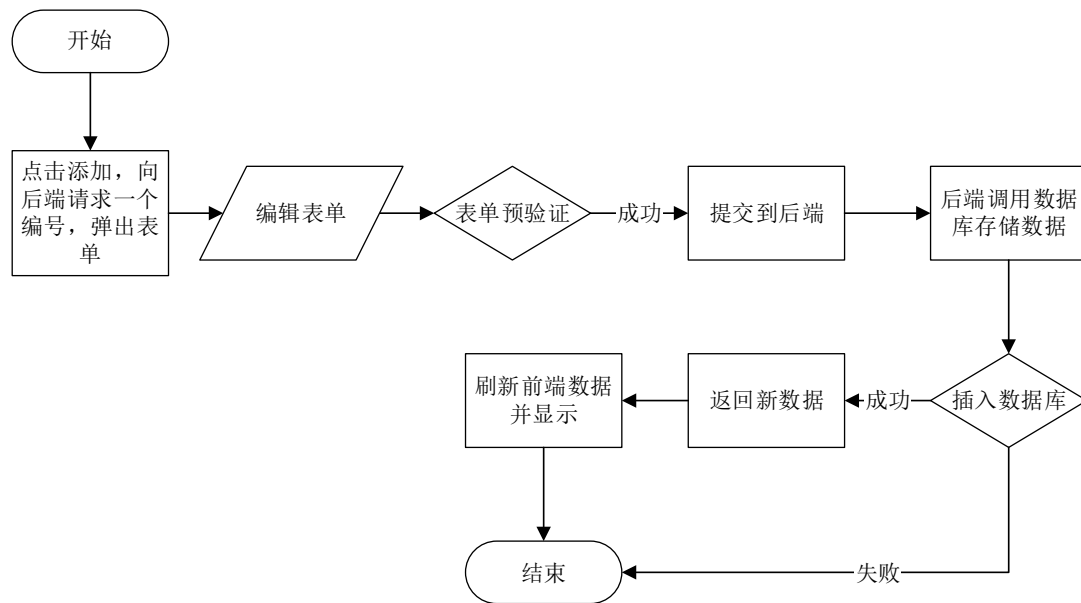 开始
点击添加，向
后端请求一个
编号，弹出表
单
编辑表单
表单预验证
成功
提交到后端
后端调用数据
库存储数据
插入数据库
成功
返回新数据
刷新前端数据
并显示
失败
结束